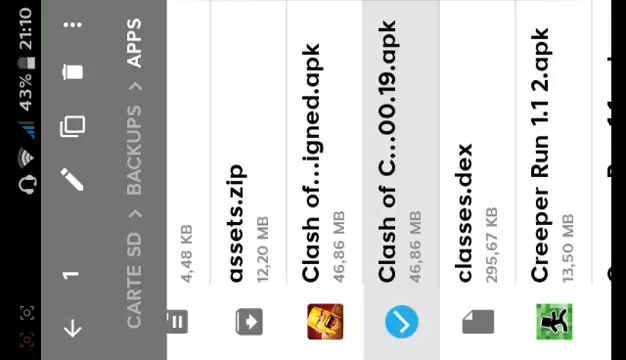 43% 21:10
1
CARTE SD > BACKUPS > APPS
4,48 KB
assets.zip
12,20 MB
Clash of...igned.apk
46,86 MB
Clash of C...00.19.apk
46,86 MB
classes.dex
295,67 KB
Creeper Run 1.1 2.apk
13,50 MB